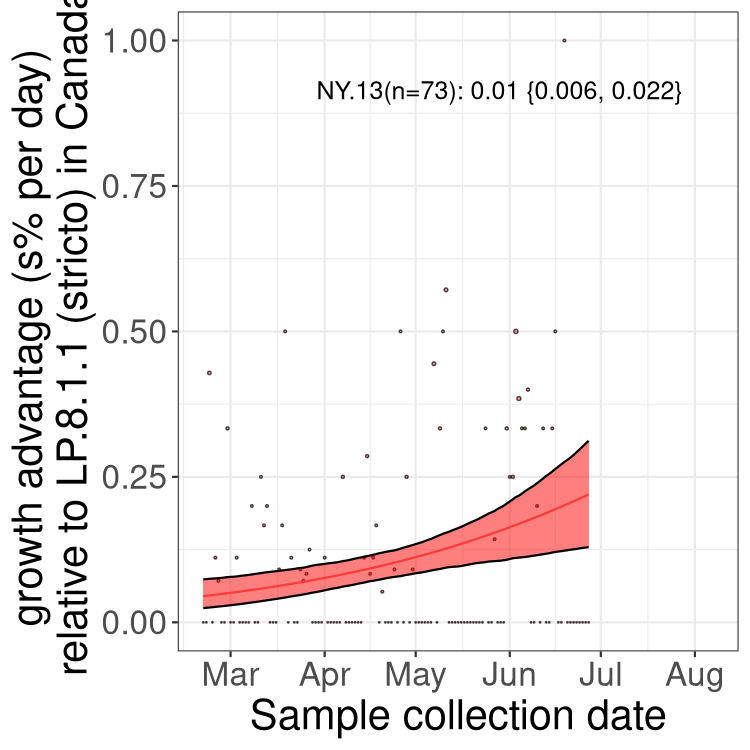 growth advantage (s% per day)
relative to LP.8.1.1 (stricto) in Canada
1.00
NY.13(n=73): 0.01 {0.006, 0.022}
0.75
0.50
0.25
0.00
Mar Apr May Jun Jul Aug
Sample collection date